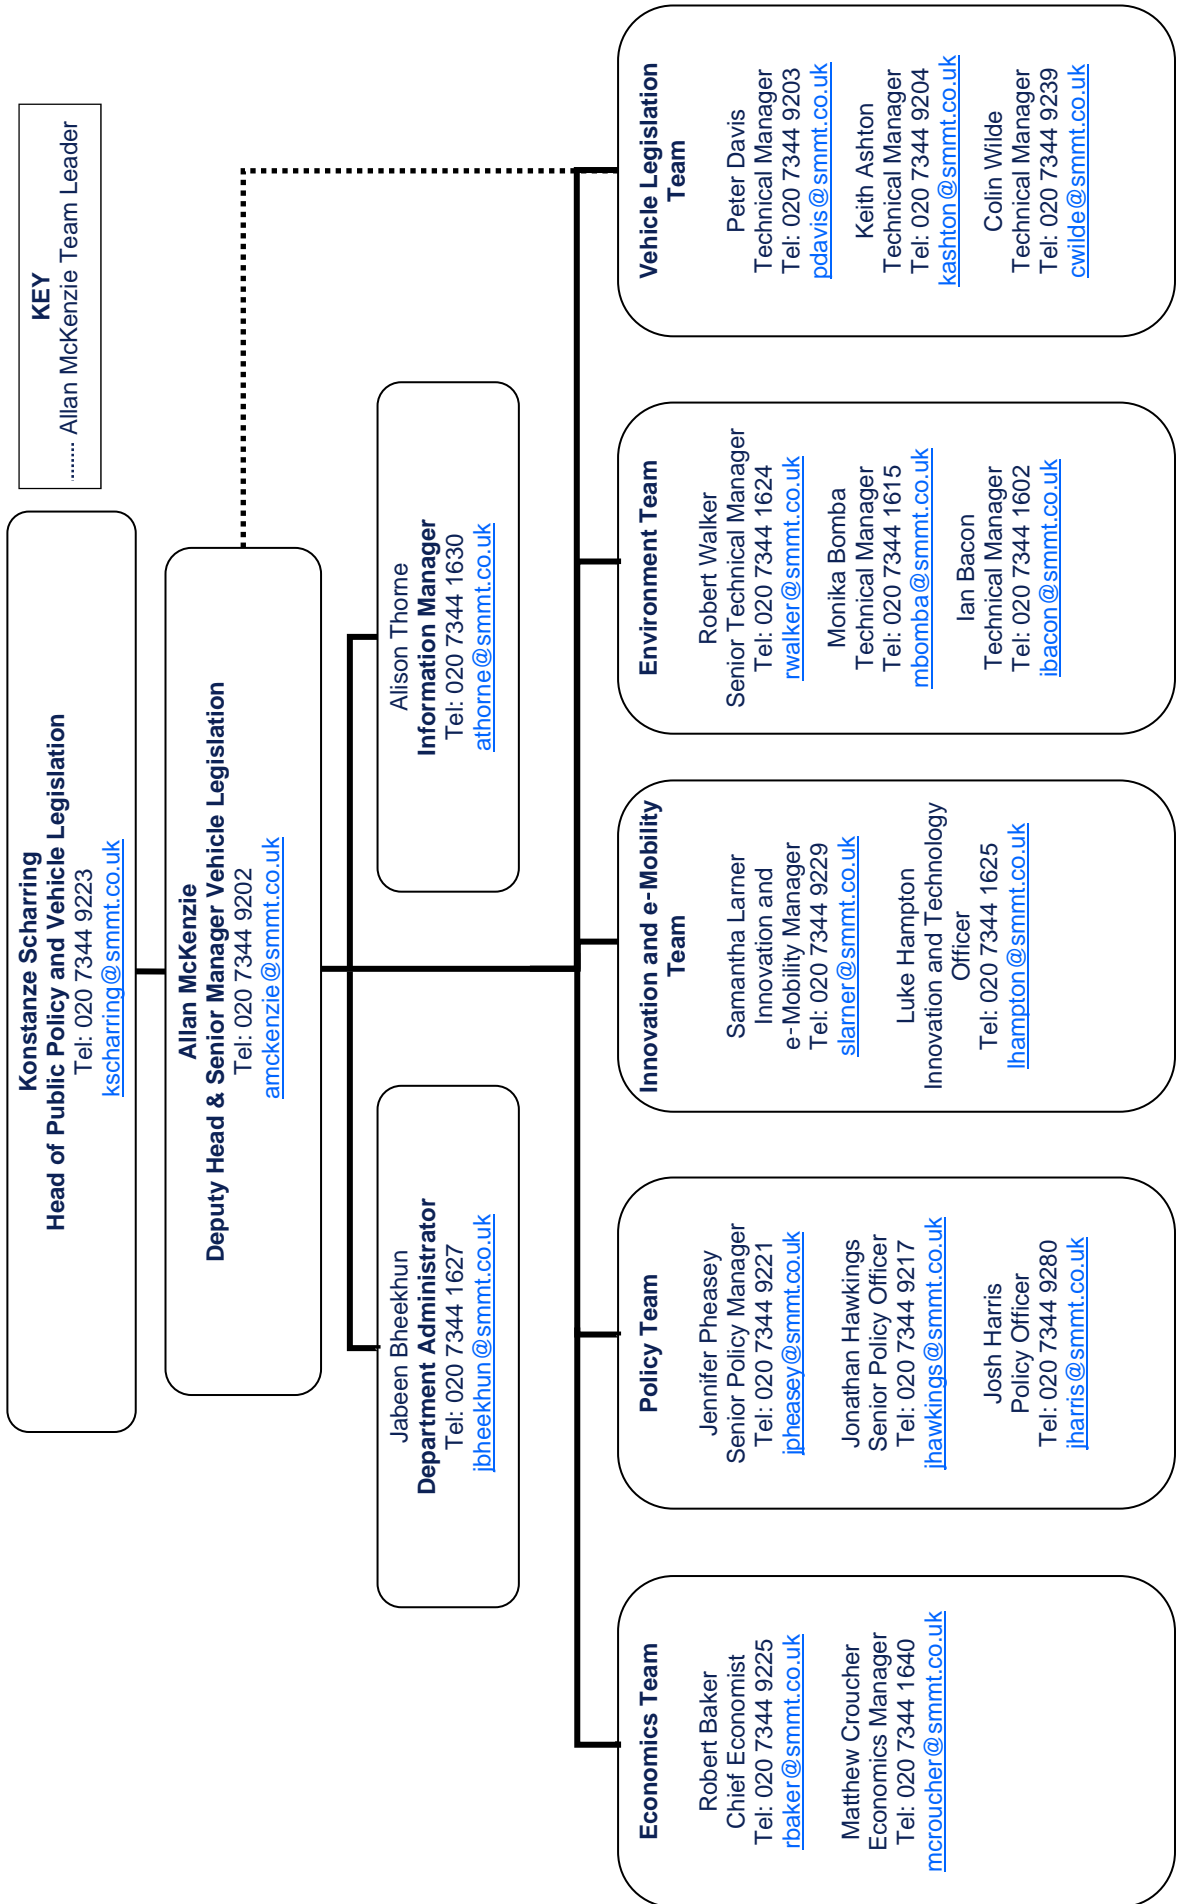 Konstanze Scharring
Head of Public Policy and Vehicle Legislation
Tel: 020 7344 9223
kscharring@smmt.co.uk
KEY
........ Allan McKenzie Team Leader
Allan McKenzie
Deputy Head & Senior Manager Vehicle Legislation
Tel: 020 7344 9202
amckenzie@smmt.co.uk
Jabeen Bheekhun
Department Administrator
Tel: 020 7344 1627
jbheekhun@smmt.co.uk
Alison Thorne
Information Manager
Tel: 020 7344 1630
athorne@smmt.co.uk
Economics Team
Robert Baker
Chief Economist
Tel: 020 7344 9225
rbaker@smmt.co.uk
Matthew Croucher
Economics Manager
Tel: 020 7344 1640
mcroucher@smmt.co.uk
Policy Team
Jennifer Pheasey
Senior Policy Manager
Tel: 020 7344 9221
jpheasey@smmt.co.uk
Jonathan Hawkings
Senior Policy Officer
Tel: 020 7344 9217
jhawkings@smmt.co.uk
Josh Harris
Policy Officer
Tel: 020 7344 9280
jharris@smmt.co.uk
Innovation and e-Mobility
Team
Samantha Larner
Innovation and
e-Mobility Manager
Tel: 020 7344 9229
slarner@smmt.co.uk
Luke Hampton
Innovation and Technology
Officer
Tel: 020 7344 1625
lhampton@smmt.co.uk
Environment Team
Robert Walker
Senior Technical Manager
Tel: 020 7344 1624
rwalker@smmt.co.uk
Monika Bomba
Technical Manager
Tel: 020 7344 1615
mbomba@smmt.co.uk
Ian Bacon
Technical Manager
Tel: 020 7344 1602
ibacon@smmt.co.uk
Vehicle Legislation
Team
Peter Davis
Technical Manager
Tel: 020 7344 9203
pdavis@smmt.co.uk
Keith Ashton
Technical Manager
Tel: 020 7344 9204
kashton@smmt.co.uk
Colin Wilde
Technical Manager
Tel: 020 7344 9239
cwilde@smmt.co.uk